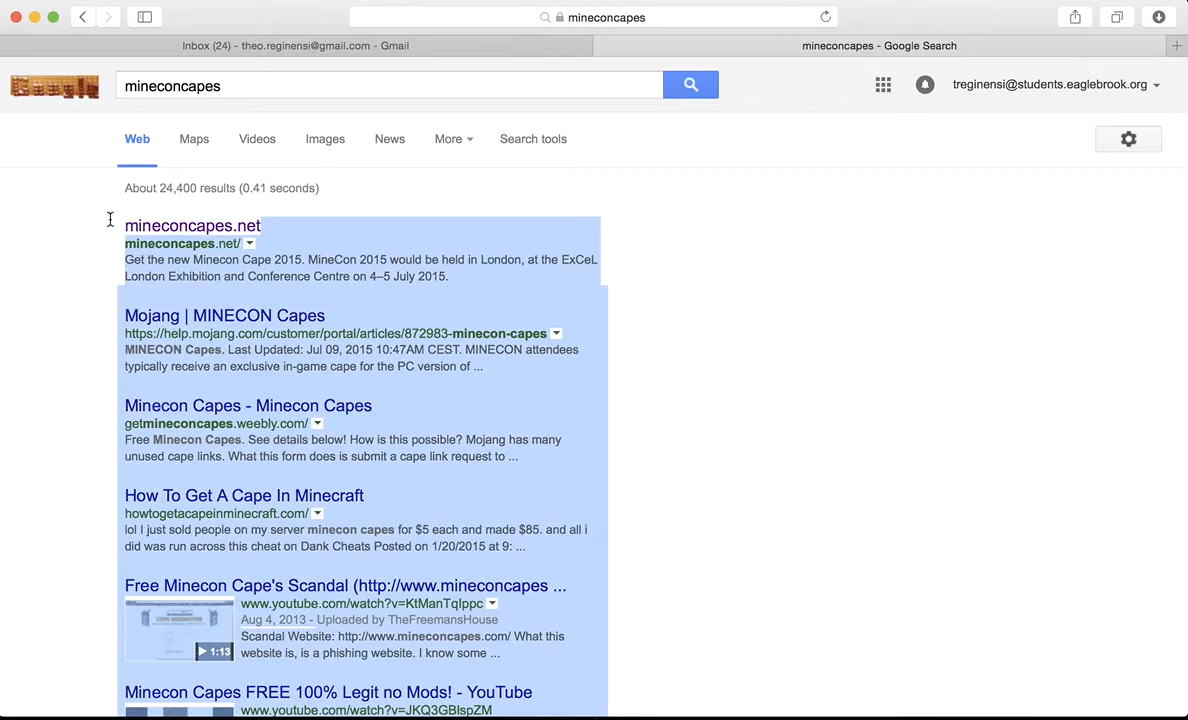 mineconcapes
Inbox (24) - theo.reginensi@gmail.com - Gmail
mineconcapes - Google Search
Google
mineconcapes
treginensi@students.eaglebrook.org
Web Maps Videos Images News More Search tools
About 24,400 results (0.41 seconds)
mineconcapes.net
mineconcapes.net/
Get the new Minecon Cape 2015. MineCon 2015 would be held in London, at the ExCeL
London Exhibition and Conference Centre on 4–5 July 2015.
Mojang | MINECON Capes
https://help.mojang.com/customer/portal/articles/872983-minecon-capes
MINECON Capes. Last Updated: Jul 09, 2015 10:47AM CEST. MINECON attendees
typically receive an exclusive in-game cape for the PC version of ...
Minecon Capes - Minecon Capes
getmineconcapes.weebly.com/
Free Minecon Capes. See details below! How is this possible? Mojang has many
unused cape links. What this form does is submit a cape link request to ...
How To Get A Cape In Minecraft
howtogetacapeinminecraft.com/
lol I just sold people on my server minecon capes for $5 each and made $85. and all i
did was run across this cheat on Dank Cheats Posted on 1/20/2015 at 9: ...
Free Minecon Cape's Scandal (http://www.mineconcapes ...
www.youtube.com/watch?v=KtManTqIppc
Aug 4, 2013 - Uploaded by TheFreemansHouse
Scandal Website: http://www.mineconcapes.com/ What this
website is, is a phishing website. I know some ...
1:13
Minecon Capes FREE 100% Legit no Mods! - YouTube
www.youtube.com/watch?v=JKQ3GBlspZM